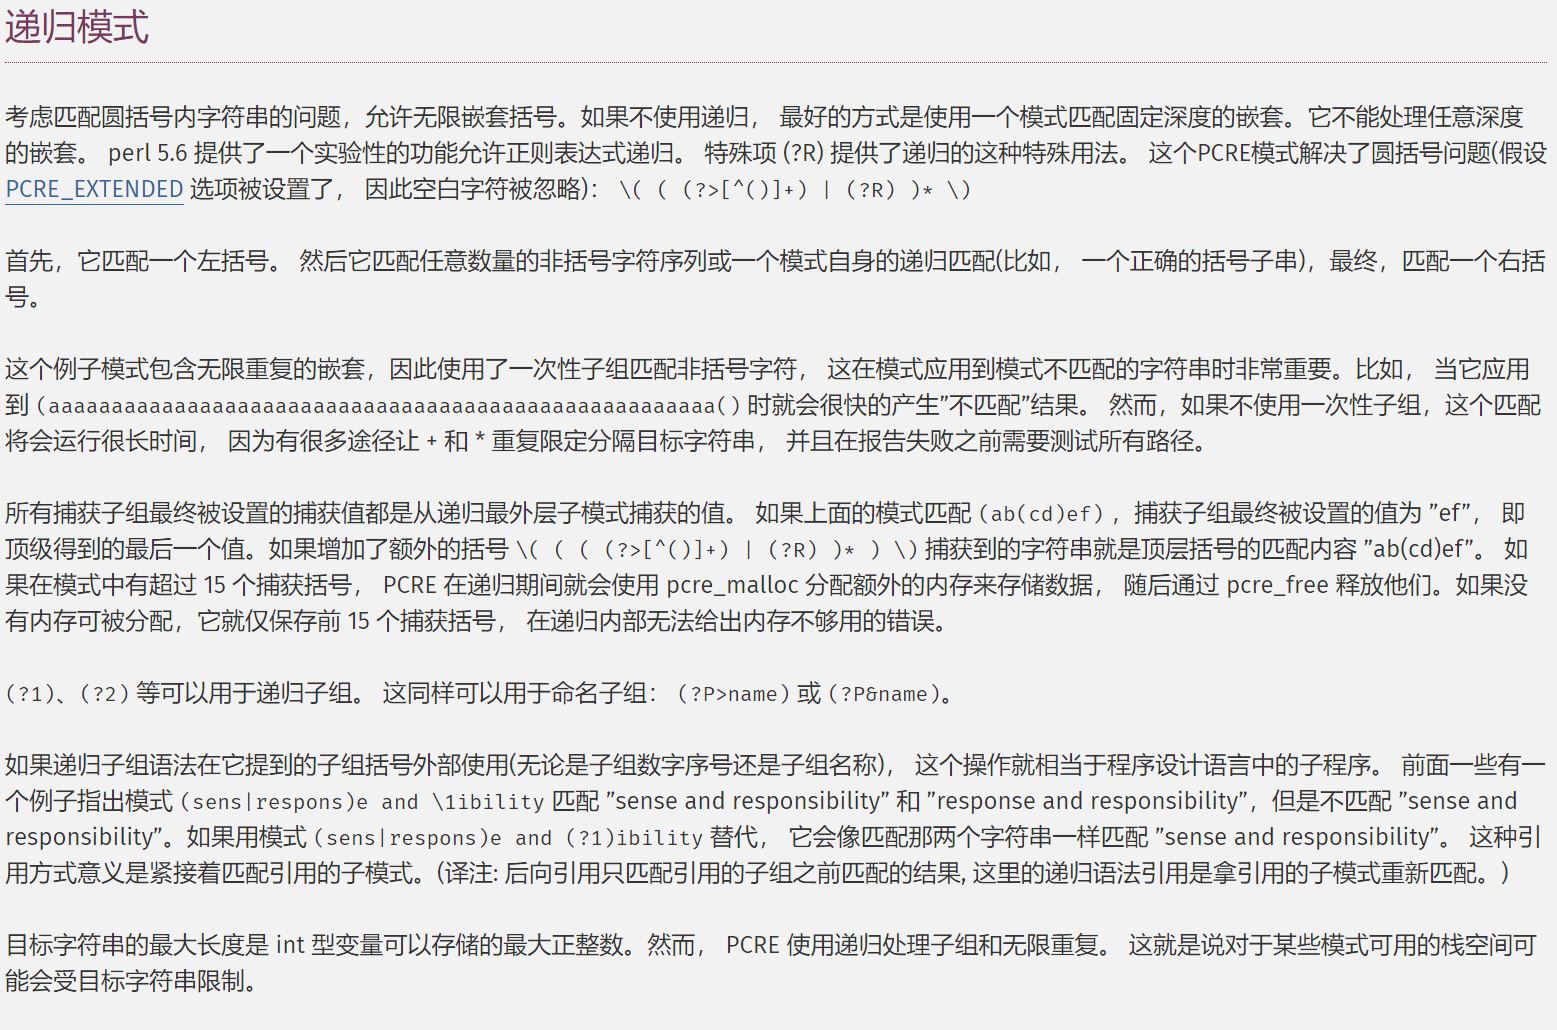 递归模式
考虑匹配圆括号内字符串的问题，允许无限嵌套括号。如果不使用递归， 最好的方式是使用一个模式匹配固定深度的嵌套。它不能处理任意深度
的嵌套。 perl 5.6 提供了一个实验性的功能允许正则表达式递归。 特殊项 (?R) 提供了递归的这种特殊用法。 这个PCRE模式解决了圆括号问题(假设
PCRE_EXTENDED 选项被设置了， 因此空白字符被忽略)： \( ( (?>[^()]+) | (?R) )* \)
首先，它匹配一个左括号。 然后它匹配任意数量的非括号字符序列或一个模式自身的递归匹配(比如， 一个正确的括号子串)，最终，匹配一个右括
号。
这个例子模式包含无限重复的嵌套，因此使用了一次性子组匹配非括号字符， 这在模式应用到模式不匹配的字符串时非常重要。比如， 当它应用
到 (aaaaaaaaaaaaaaaaaaaaaaaaaaaaaaaaaaaaaaaaaaaaaaaaaaaaa() 时就会很快的产生”不匹配”结果。 然而，如果不使用一次性子组，这个匹配
将会运行很长时间， 因为有很多途径让 + 和 * 重复限定分隔目标字符串， 并且在报告失败之前需要测试所有路径。
所有捕获子组最终被设置的捕获值都是从递归最外层子模式捕获的值。 如果上面的模式匹配 (ab(cd)ef) ，捕获子组最终被设置的值为 ”ef”， 即
顶级得到的最后一个值。如果增加了额外的括号 \( ( ( (?>[^()]+) | (?R) )* ) \) 捕获到的字符串就是顶层括号的匹配内容 ”ab(cd)ef”。 如
果在模式中有超过 15 个捕获括号， PCRE 在递归期间就会使用 pcre_malloc 分配额外的内存来存储数据， 随后通过 pcre_free 释放他们。如果没
有内存可被分配，它就仅保存前 15 个捕获括号， 在递归内部无法给出内存不够用的错误。
(?1)、(?2) 等可以用于递归子组。 这同样可以用于命名子组： (?P>name) 或 (?P&name)。
如果递归子组语法在它提到的子组括号外部使用(无论是子组数字序号还是子组名称)， 这个操作就相当于程序设计语言中的子程序。 前面一些有一
个例子指出模式 (sens|respons)e and \1ibility 匹配 ”sense and responsibility” 和 ”response and responsibility”，但是不匹配 ”sense and
responsibility”。如果用模式 (sens|respons)e and (?1)ibility 替代， 它会像匹配那两个字符串一样匹配 ”sense and responsibility”。 这种引
用方式意义是紧接着匹配引用的子模式。(译注: 后向引用只匹配引用的子组之前匹配的结果, 这里的递归语法引用是拿引用的子模式重新匹配。)
目标字符串的最大长度是 int 型变量可以存储的最大正整数。然而， PCRE 使用递归处理子组和无限重复。 这就是说对于某些模式可用的栈空间可
能会受目标字符串限制。